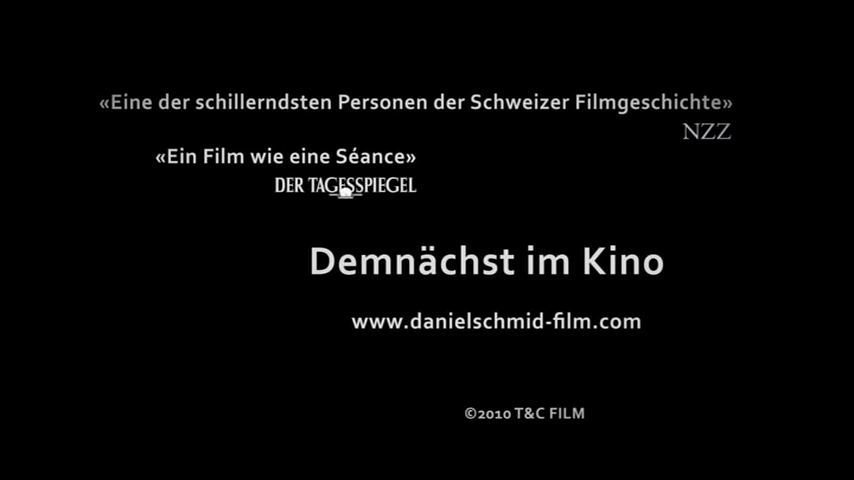 «Eine der schillerndsten Personen der Schweizer Filmgeschichte»
NZZ
«Ein Film wie eine Séance»
DER TAGESSPIEGEL
Demnächst im Kino
www.danielschmid-film.com
©2010 T&C FILM